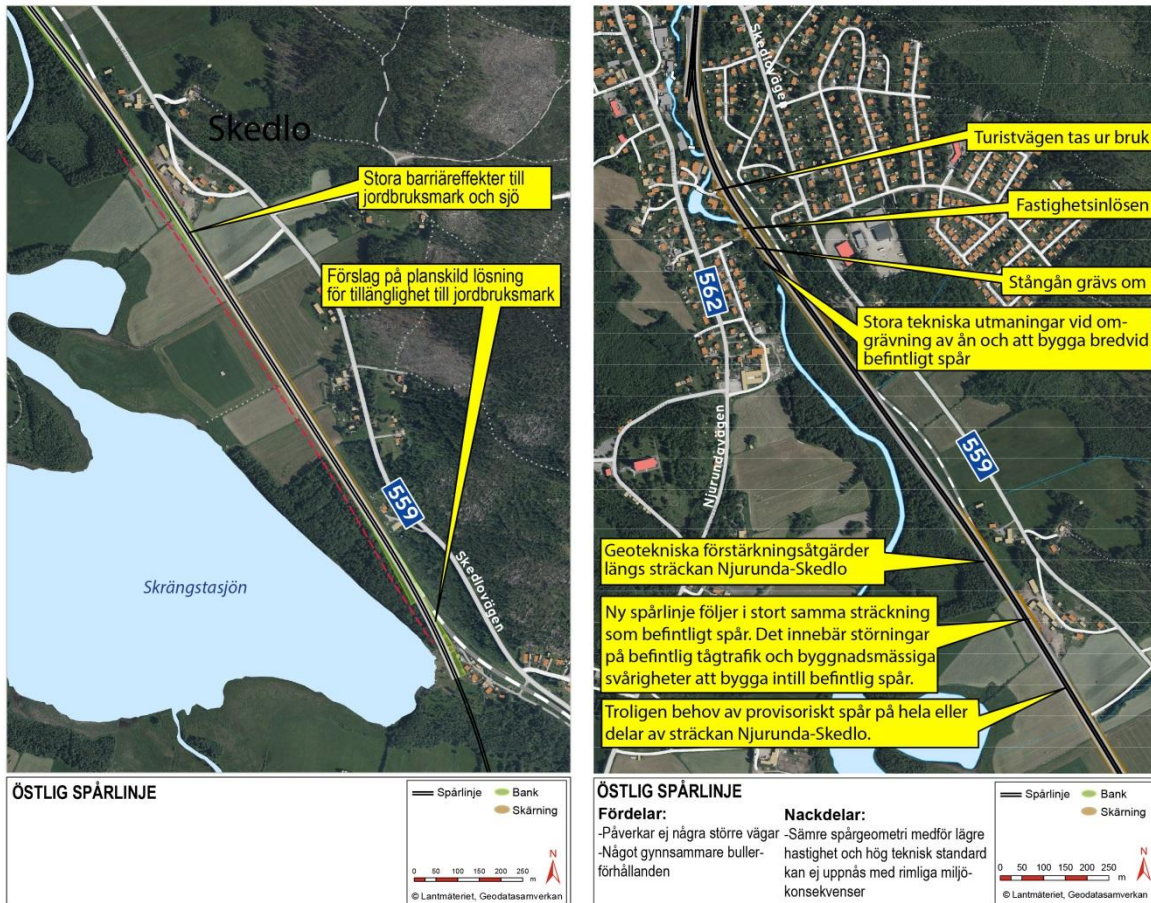 Skedlo
Stora barriäreffekter till
jordbruksmark och sjö
Förslag på planskild lösning
för tillänglighet till jordbruksmark
559
Skedlovägen
Skrängstasjön
ÖSTLIG SPÅRLINJE
Spårlinje
Bank
Skärning
N
0 50 100 150 200 250
m
© Lantmäteriet, Geodatasamverkan
Skedlovägen
Turistvägen tas ur bruk
Fastighetsinlösen
Stångån grävs om
562
Stora tekniska utmaningar vid om-
grävning av ån och att bygga bredvid
befintligt spår
Njurundavägen
559
Geotekniska förstärkningsåtgärder
längs sträckan Njurunda-Skedlo
Ny spårlinje följer i stort samma sträckning
som befintligt spår. Det innebär störningar
på befintlig tågtrafik och byggnadsmässiga
svårigheter att bygga intill befintlig spår.
Troligen behov av provisoriskt spår på hela eller
delar av sträckan Njurunda-Skedlo.
ÖSTLIG SPÅRLINJE
Fördelar:
-Påverkar ej några större vägar
-Något gynnsammare buller-
förhållanden
Nackdelar:
-Sämre spårgeometri medför lägre
hastighet och hög teknisk standard
kan ej uppnås med rimliga miljö-
konsekvenser
Spårlinje
Bank
Skärning
N
0 50 100 150 200 250
m
© Lantmäteriet, Geodatasamverkan